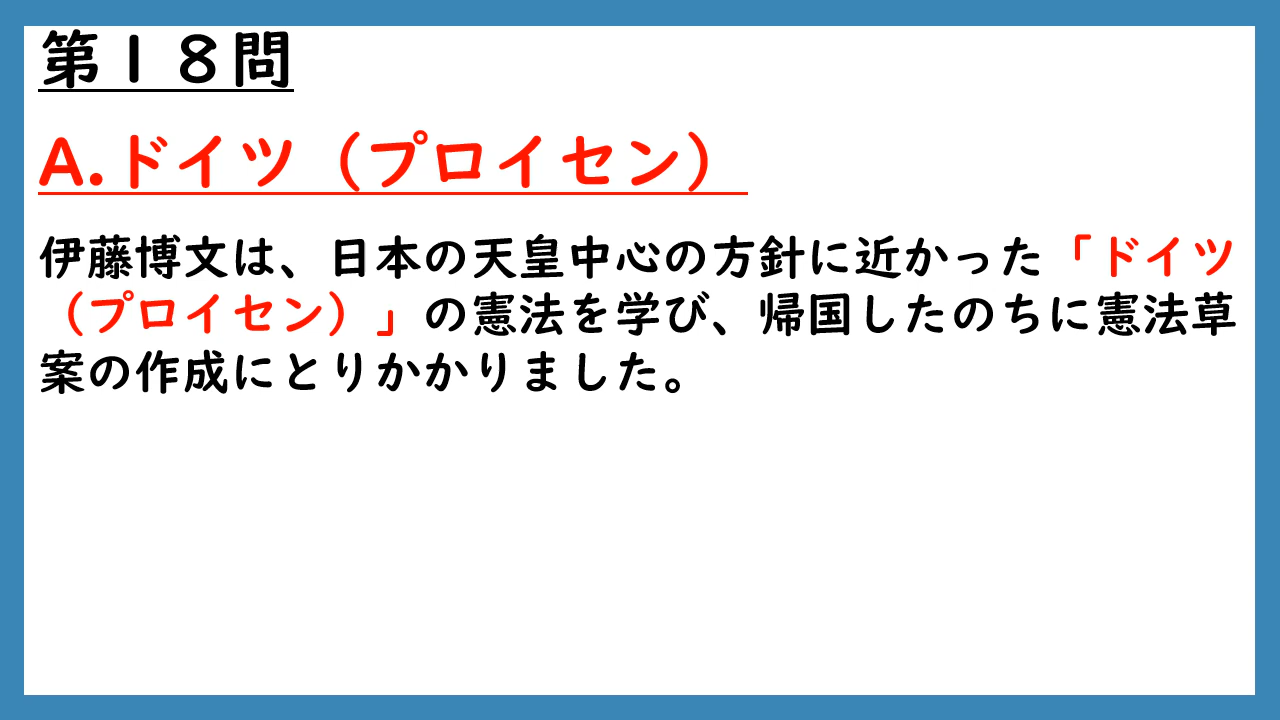 第１８問
A.ドイツ（プロイセン）
伊藤博文は、日本の天皇中心の方針に近かった「ドイツ
（プロイセン）」の憲法を学び、帰国したのちに憲法草
案の作成にとりかかりました。